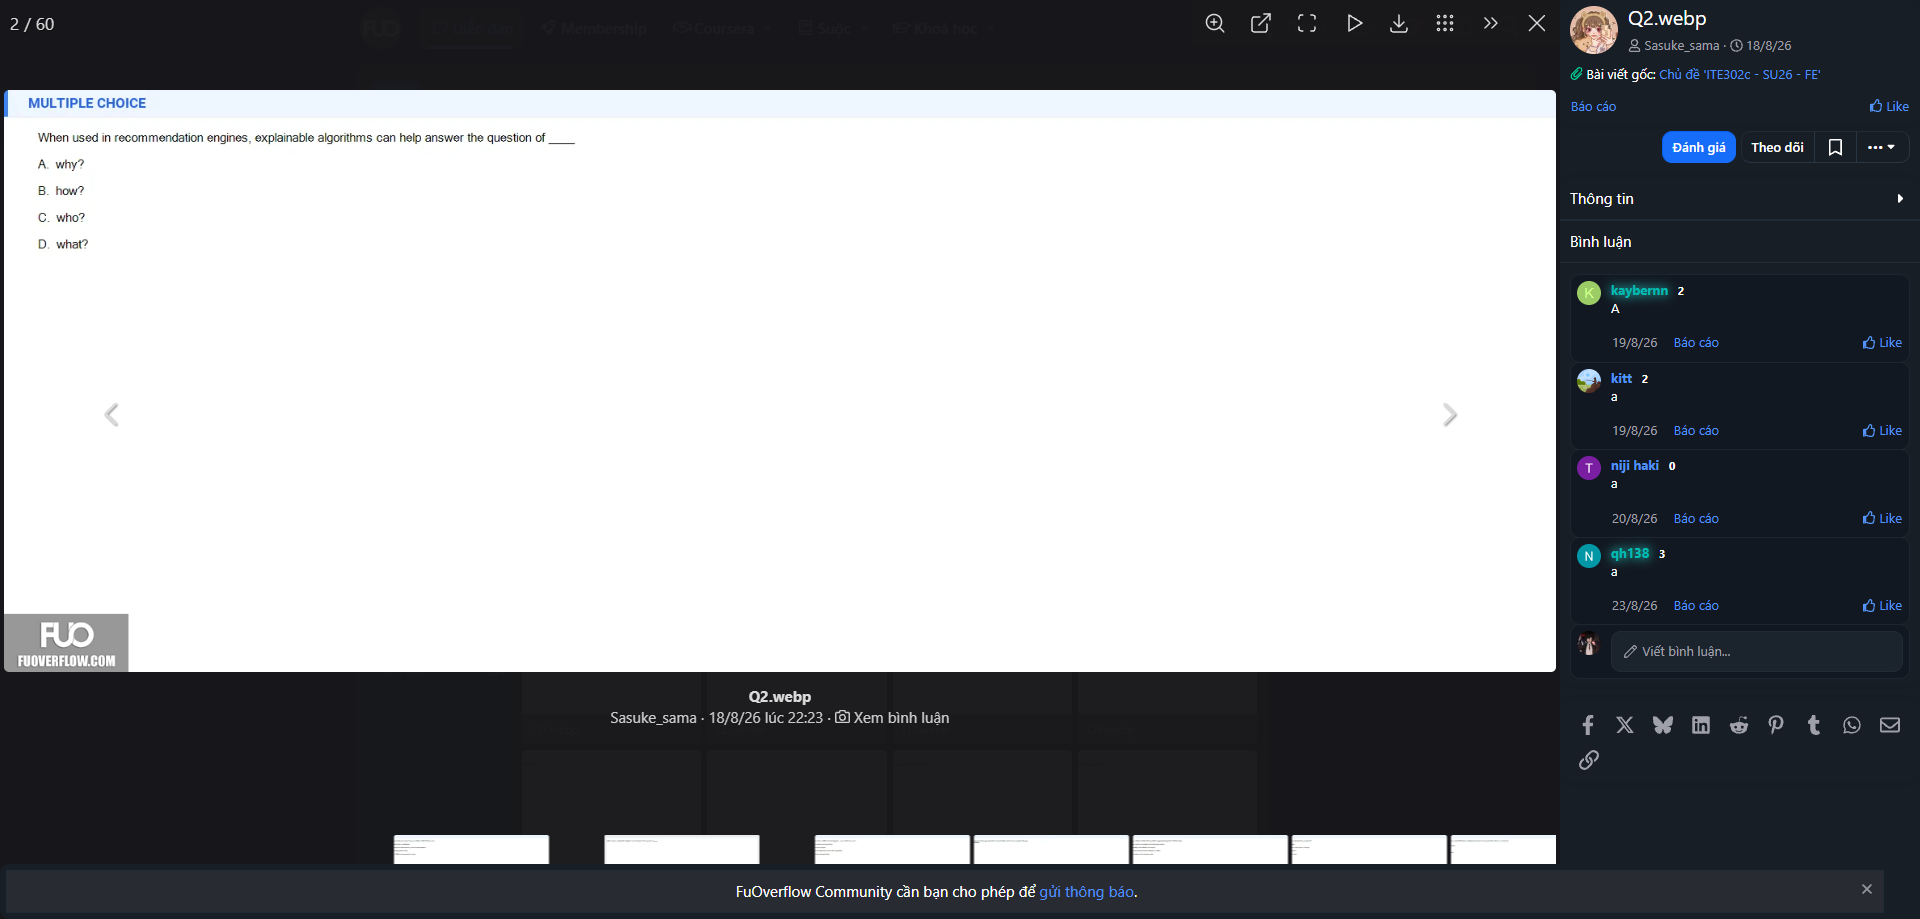 2 / 60
FUO
Membership
Coursera
Khoá học
MULTIPLE CHOICE
When used in recommendation engines, explainable algorithms can help answer the question of ____
A. why?
B. how?
C. who?
D. what?
FUO
FUOVERFLOW.COM
Q2.webp
Sasuke_sama · 18/8/26 lúc 22:23 · Xem bình luận
Q2.webp
Sasuke_sama · 18/8/26
Bài viết gốc: Chủ đề 'ITE302c - SU26 - FE'
Báo cáo
Like
Đánh giá
Theo dõi
Thông tin
Bình luận
K
kaybernn 2
A
19/8/26 Báo cáo Like
kitt 2
a
19/8/26 Báo cáo Like
T
niji haki 0
a
20/8/26 Báo cáo Like
N
qh138 3
a
23/8/26 Báo cáo Like
Viết bình luận...
FuOverflow Community cần bạn cho phép để gửi thông báo.